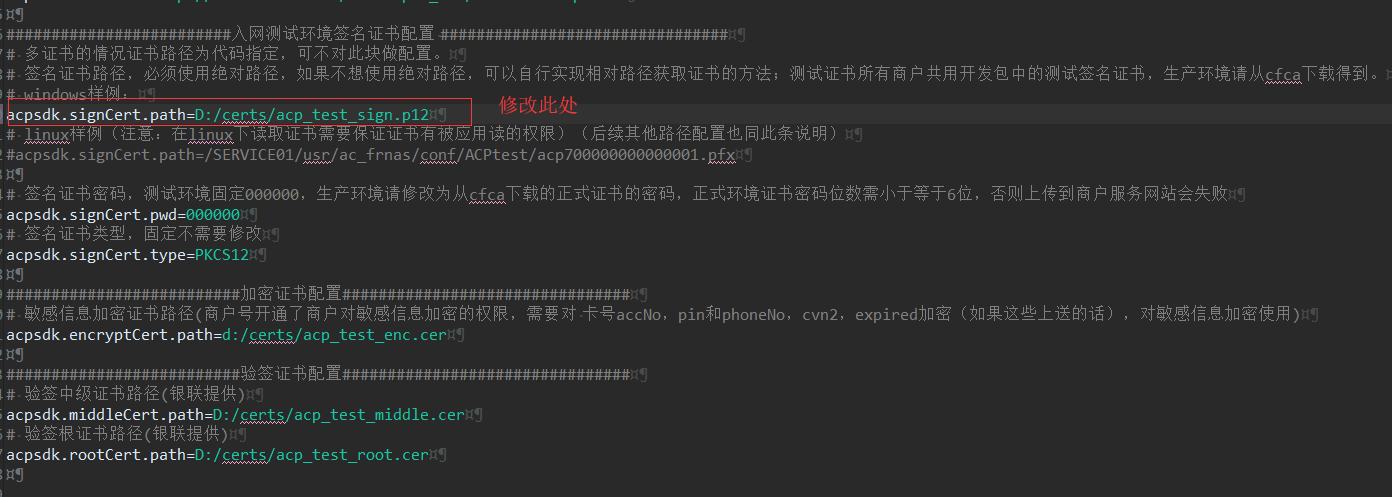 #########################入网测试环境签名证书配置 ################################
# 多证书的情况证书路径为代码指定，可不对此块做配置。
# 签名证书路径，必须使用绝对路径，如果不想使用绝对路径，可以自行实现相对路径获取证书的方法；测试证书所有商户共用开发包中的测试签名证书，生产环境请从cfca下载得到。
# windows样例：
acpsdk.signCert.path=D:/certs/acp_test_sign.p12
修改此处
# linux样例（注意：在linux下读取证书需要保证证书有被应用读的权限）（后续其他路径配置也同此条说明）
#acpsdk.signCert.path=/SERVICE01/usr/ac_frnas/conf/ACPtest/acp700000000000001.pfx
# 签名证书密码，测试环境固定000000，生产环境请修改为从cfca下载的正式证书的密码，正式环境证书密码位数需小于等于6位，否则上传到商户服务网站会失败
acpsdk.signCert.pwd=000000
# 签名证书类型，固定不需要修改
acpsdk.signCert.type=PKCS12
##########################加密证书配置################################
# 敏感信息加密证书路径(商户号开通了商户对敏感信息加密的权限，需要对 卡号accNo，pin和phoneNo，cvn2，expired加密（如果这些上送的话），对敏感信息加密使用)
acpsdk.encryptCert.path=d:/certs/acp_test_enc.cer
##########################验签证书配置################################
# 验签中级证书路径(银联提供)
acpsdk.middleCert.path=D:/certs/acp_test_middle.cer
# 验签根证书路径(银联提供)
acpsdk.rootCert.path=D:/certs/acp_test_root.cer